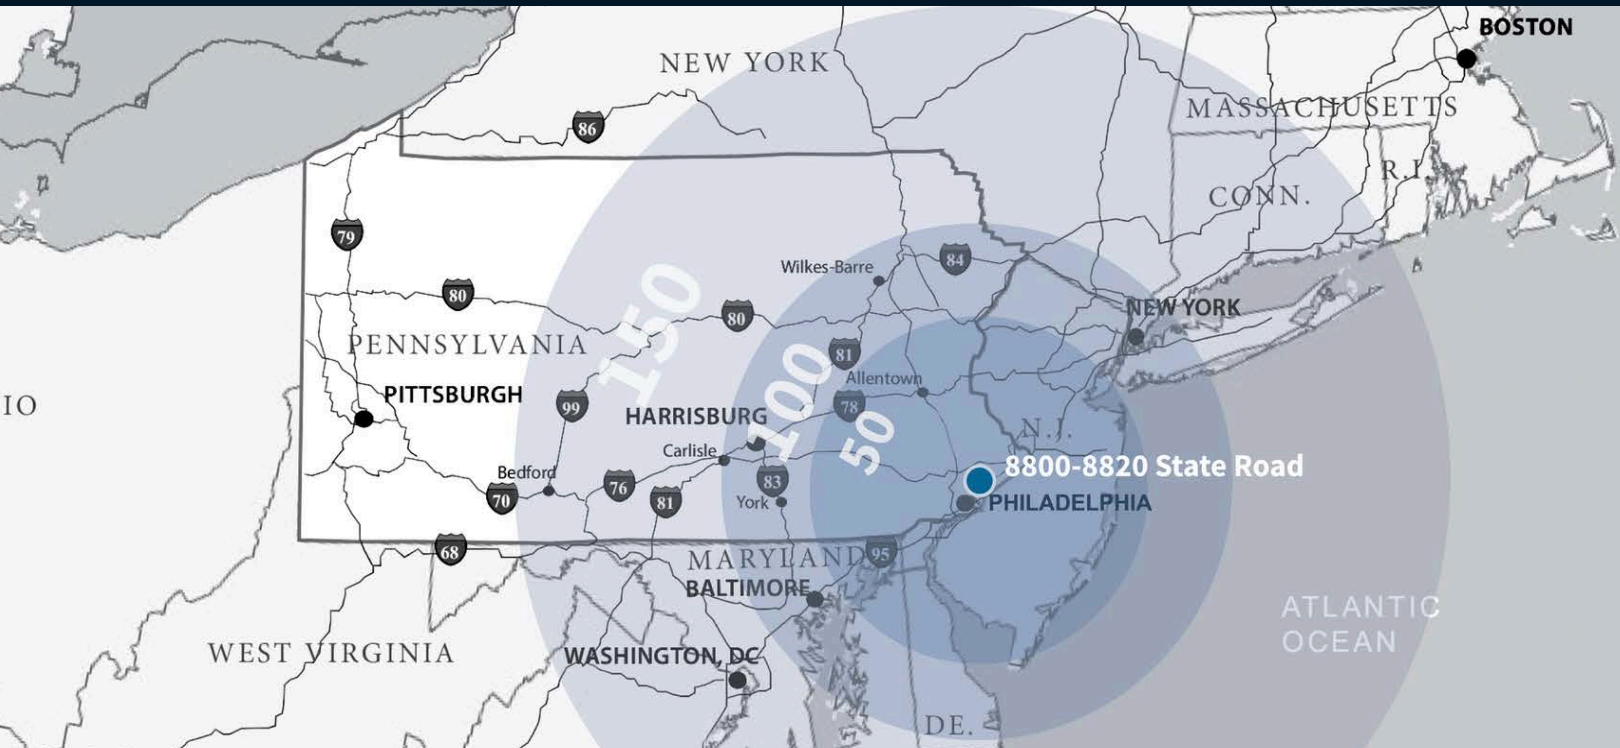 BOSTON
NEW YORK
MASSACHUSETTS
86
R.I.
CONN.
79
84
Wilkes-Barre
80
NEW YORK
80
150
PENNSYLVANIA
81
100
Allentown
PITTSBURGH
IO
99
78
HARRISBURG
50
N.J.
Carlisle
8800-8820 State Road
Bedford
76
83
70
81
York
PHILADELPHIA
68
MARYLAND
95
BALTIMORE
ATLANTIC
OCEAN
WEST VIRGINIA
WASHINGTON, DC
DE.